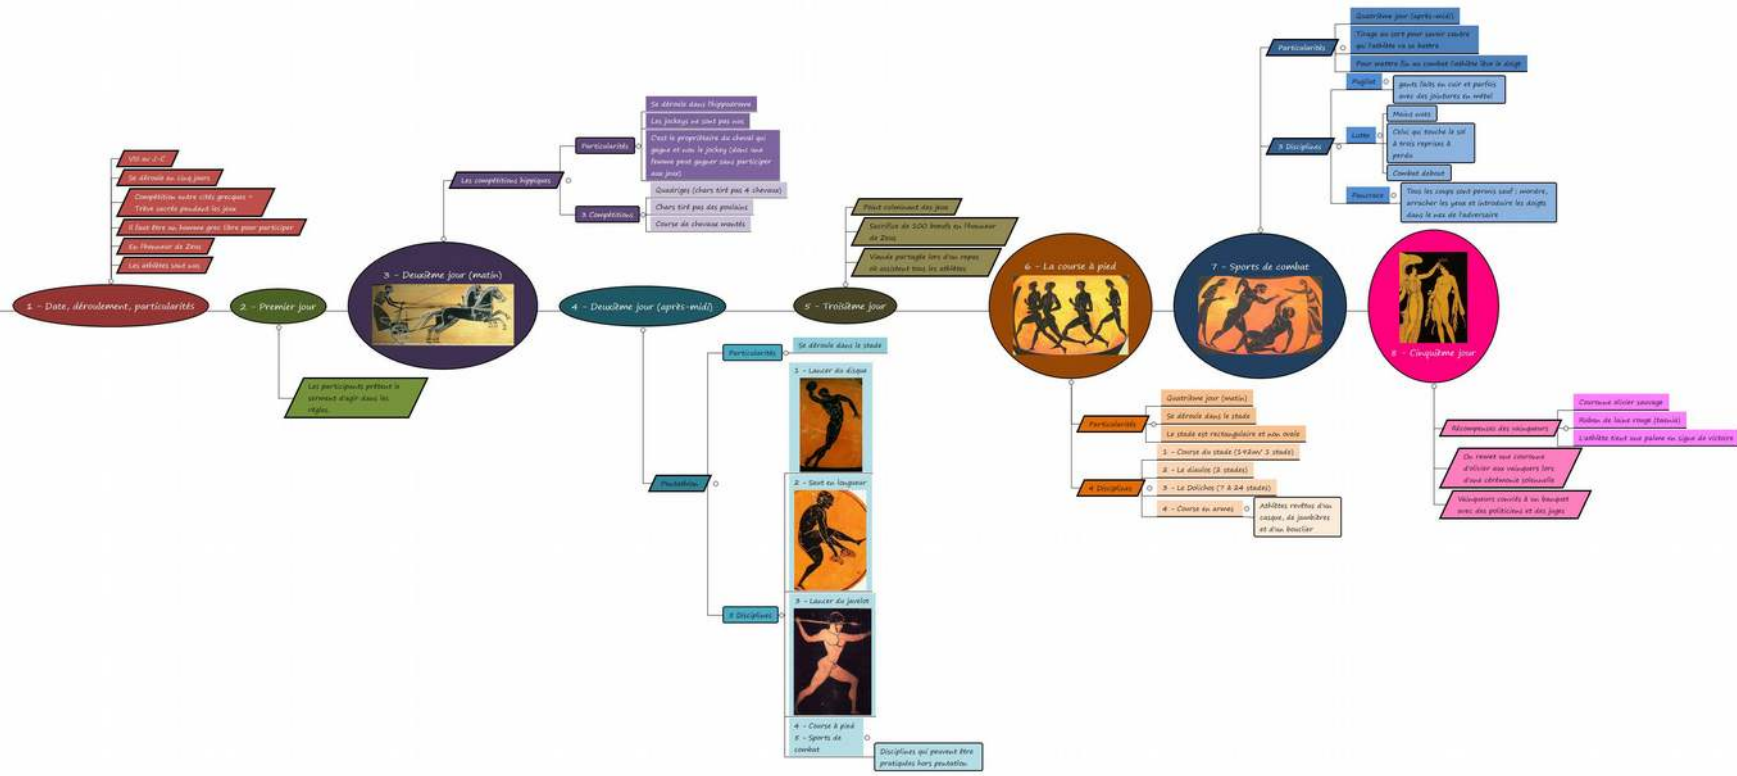 VIII av J-C
Se déroule en cinq jours
Compétition entre cités grecques =
Trêve sacrée pendant les jeux
Il faut être un homme grec libre pour participer
En l'honneur de Zeus
Les athlètes sont nus
1 - Date, déroulement, particularités
2 - Premier jour
Les participants prêtent le
serment d'agir dans les
règles.
3 - Deuxième jour (matin)
Les compétitions hippiques
Particularités
Se déroule dans l'hippodrome
Les jockeys ne sont pas nus
C'est le propriétaire du cheval qui
gagne et non le jockey (donc une
femme peut gagner sans participer
aux jeux)
3 Compétitions
Quadriges (chars tiré pas 4 chevaux)
Chars tiré pas des poulains
Course de chevaux montés
4 - Deuxième jour (après-midi)
Pentathlon
Particularités
Se déroule dans le stade
5 Disciplines
1 - Lancer du disque
2 - Saut en longueur
3 - Lancer du javelot
4 - Course à pied
5 - Sports de
combat
Disciplines qui peuvent être
pratiquées hors pentatlon
5 - Troisième jour
Point culminant des jeux
Sacrifice de 100 boeufs en l'honneur
de Zeus
Viande partagée lors d'un repas
où assistent tous les athlètes
6 - La course à pied
Particularités
Quatrième jour (matin)
Se déroule dans le stade
Le stade est rectangulaire et non ovale
4 Disciplines
1 - Course du stade (192m/ 1 stade)
2 - Le diaulos (2 stades)
3 - Le Dolichos (7 à 24 stades)
4 - Course en armes
Athlètes revêtus d'un
casque, de jambières
et d'un bouclier
7 - Sports de combat
Particularités
Quatrième jour (après-midi)
Tirage au sort pour savoir contre
qui l'athlète va se battre
Pour mettre fin au combat l'athlète lève le doigt
3 Disciplines
Pugilat
gants faits en cuir et parfois
avec des jointures en métal
Lutte
Mains nues
Celui qui touche le sol
à trois reprises à
perdu
Combat debout
Pancrace
Tous les coups sont permis sauf : mordre,
arracher les yeux et introduire les doigts
dans le nez de l'adversaire
8 - Cinquième jour
Récompenses des vainqueurs
Couronne olivier sauvage
Ruban de laine rouge (taenia)
L'athlète tient une palme en signe de victoire
On remet une couronne
d'olivier aux vainqueurs lors
d'une cérémonie solennelle
Vainqueurs conviés à un banquet
avec des politiciens et des juges